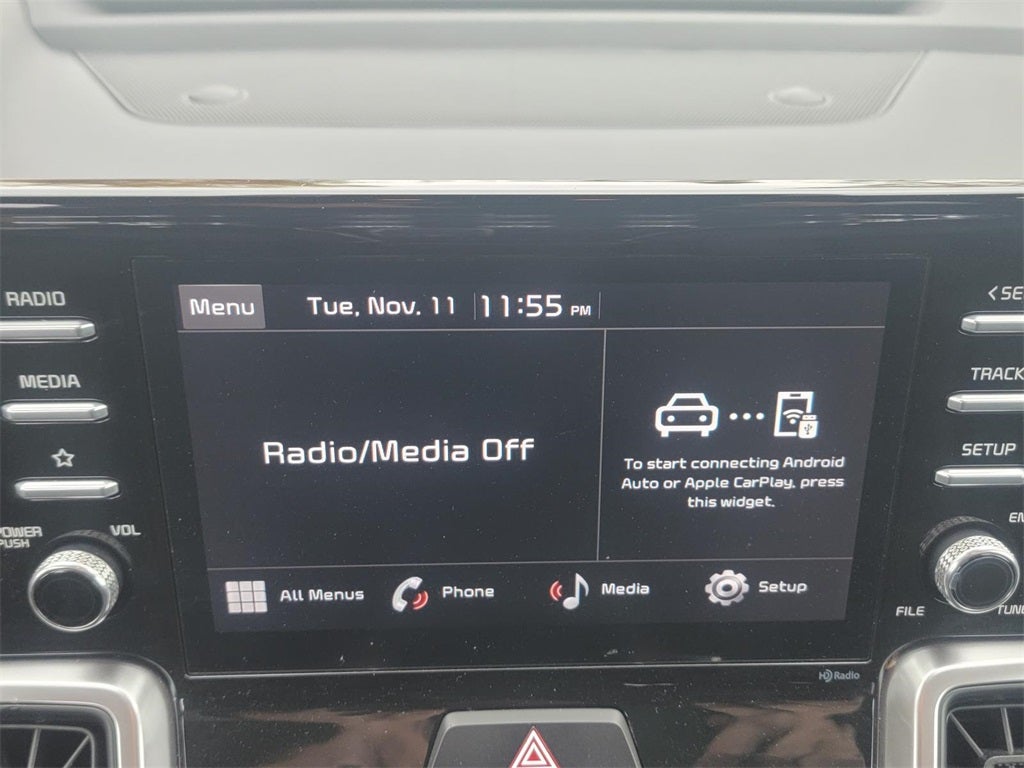 RADIO
MEDIA
POWER
PUSH
VOL
Menu
Tue, Nov. 11
11:55 PM
Radio/Media Off
To start connecting Android
Auto or Apple CarPlay, press
this widget.
All Menus
Phone
Media
Setup
TRACK
SETUP
FILE
TUNE
HD Radio